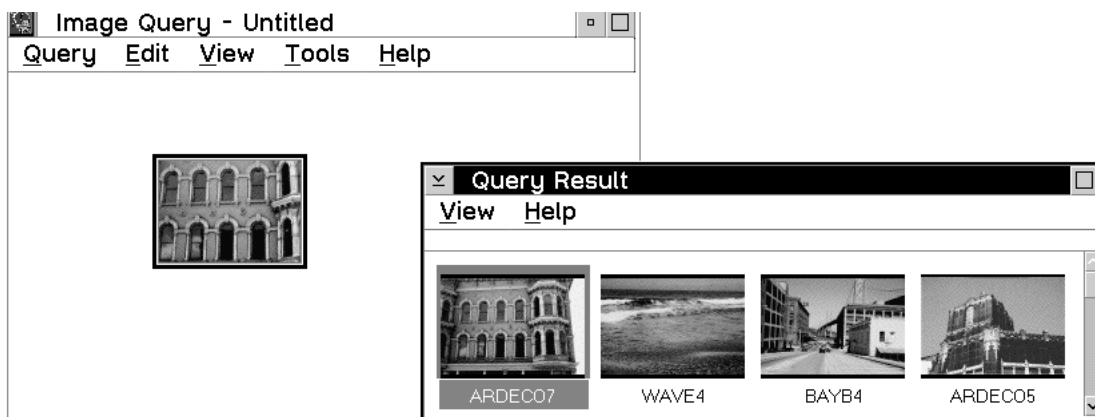 Image Query - Untitled
Query Edit View Tools Help
Query Result
View Help
ARDECO7 WAVE4 BAYB4 ARDECO5